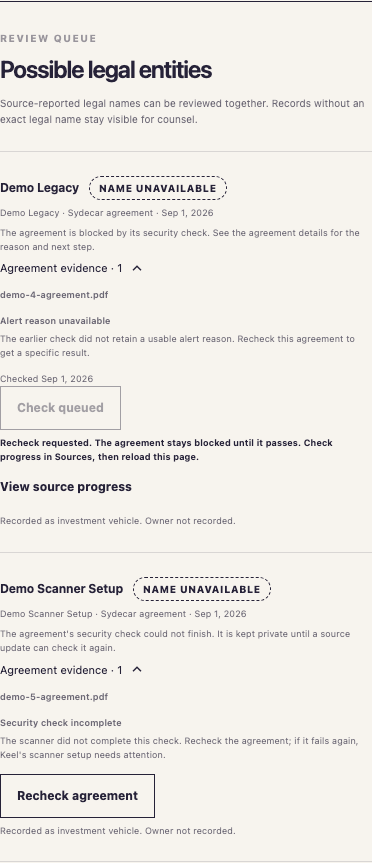 REVIEW QUEUE
Possible legal entities
Source-reported legal names can be reviewed together. Records without an
exact legal name stay visible for counsel.
Demo Legacy NAME UNAVAILABLE
Demo Legacy · Sydecar agreement · Sep 1, 2026
The agreement is blocked by its security check. See the agreement details for the
reason and next step.
Agreement evidence · 1
demo-4-agreement.pdf
Alert reason unavailable
The earlier check did not retain a usable alert reason. Recheck this agreement to
get a specific result.
Checked Sep 1, 2026
Check queued
Recheck requested. The agreement stays blocked until it passes. Check
progress in Sources, then reload this page.
View source progress
Recorded as investment vehicle. Owner not recorded.
Demo Scanner Setup NAME UNAVAILABLE
Demo Scanner Setup · Sydecar agreement · Sep 1, 2026
The agreement's security check could not finish. It is kept private until a source
update can check it again.
Agreement evidence · 1
demo-5-agreement.pdf
Security check incomplete
The scanner did not complete this check. Recheck the agreement; if it fails again,
Keel's scanner setup needs attention.
Recheck agreement
Recorded as investment vehicle. Owner not recorded.